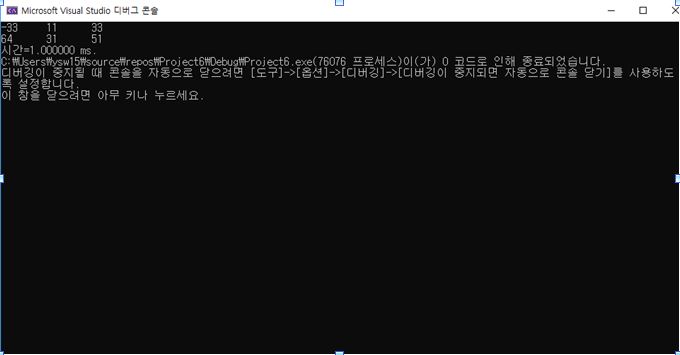 Microsoft Visual Studio 디버그 콘솔
-33 11 33
64 31 51
시간=1.000000 ms.
C:\Users\ysw15\source\repos\Project6\Debug\Project6.exe(76076 프로세스)이(가) 0 코드로 인해 종료되었습니다.
디버깅이 중지될 때 콘솔을 자동으로 닫으려면 [도구]->[옵션]->[디버깅]->[디버깅이 중지되면 자동으로 콘솔 닫기]를 사용하도
록 설정합니다.
이 창을 닫으려면 아무 키나 누르세요.